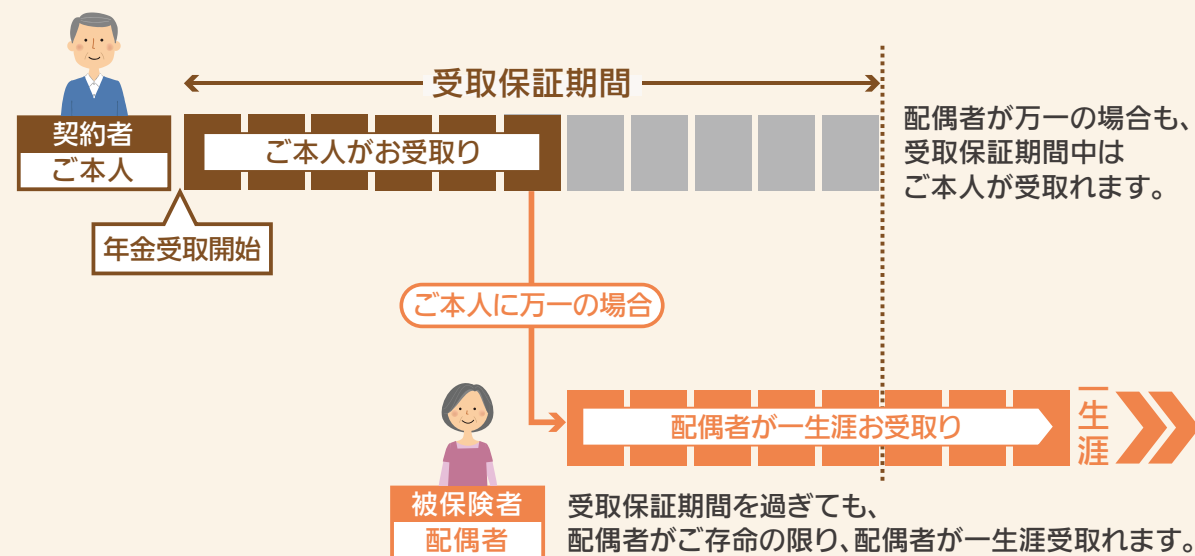 受取保証期間
契約者
ご本人
ご本人がお受取り
配偶者が万一の場合も、
受取保証期間中は
ご本人が受取れます。
年金受取開始
ご本人に万一の場合
配偶者が一生涯お受取り
一生涯
被保険者
配偶者
受取保証期間を過ぎても、
配偶者がご存命の限り、配偶者が一生涯受取れます。